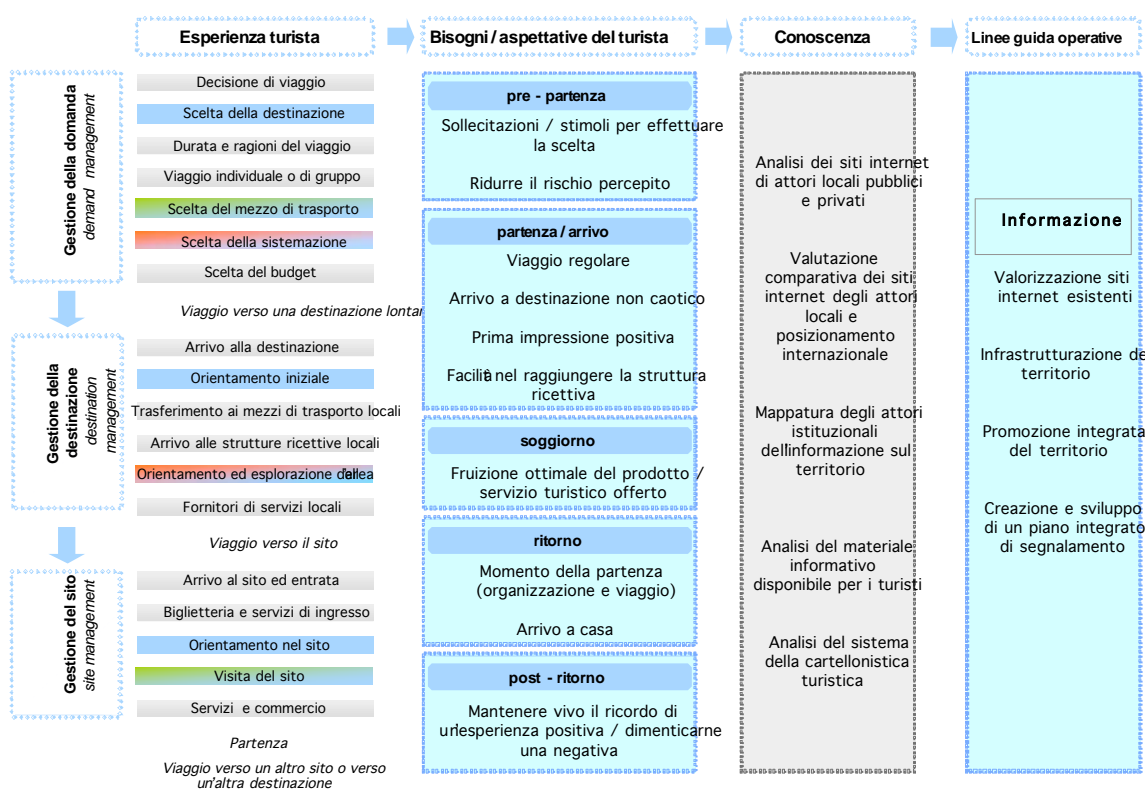 Esperienza turista
Bisogni / aspettative del turista
Conoscenza
Linee guida operative
Gestione della domanda
demand management
Decisione di viaggio
Scelta della destinazione
Durata e ragioni del viaggio
Viaggio individuale o di gruppo
Scelta del mezzo di trasporto
Scelta della sistemazione
Scelta del budget
Viaggio verso una destinazione lontan
Gestione della
destinazione
destination
management
Arrivo alla destinazione
Orientamento iniziale
Trasferimento ai mezzi di trasporto locali
Arrivo alle strutture ricettive locali
Orientamento ed esplorazione dell'area
Fornitori di servizi locali
Viaggio verso il sito
Gestione del sito
site management
Arrivo al sito ed entrata
Biglietteria e servizi di ingresso
Orientamento nel sito
Visita del sito
Servizi e commercio
Partenza
Viaggio verso un altro sito o verso
un'altra destinazione
pre - partenza
Sollecitazioni / stimoli per effettuare
la scelta
Ridurre il rischio percepito
partenza / arrivo
Viaggio regolare
Arrivo a destinazione non caotico
Prima impressione positiva
Facilità nel raggiungere la struttura
ricettiva
soggiorno
Fruizione ottimale del prodotto /
servizio turistico offerto
ritorno
Momento della partenza
(organizzazione e viaggio)
Arrivo a casa
post - ritorno
Mantenere vivo il ricordo di
un'esperienza positiva / dimenticarne
una negativa
Analisi dei siti internet
di attori locali pubblici
e privati
Valutazione
comparativa dei siti
internet degli attori
locali e
posizionamento
internazionale
Mappatura degli attori
istituzionali
dell'informazione sul
territorio
Analisi del materiale
informativo
disponibile per i turisti
Analisi del sistema
della cartellonistica
turistica
Informazione
Valorizzazione siti
internet esistenti
Infrastrutturazione de
territorio
Promozione integrata
del territorio
Creazione e sviluppo
di un piano integrato
di segnalamento